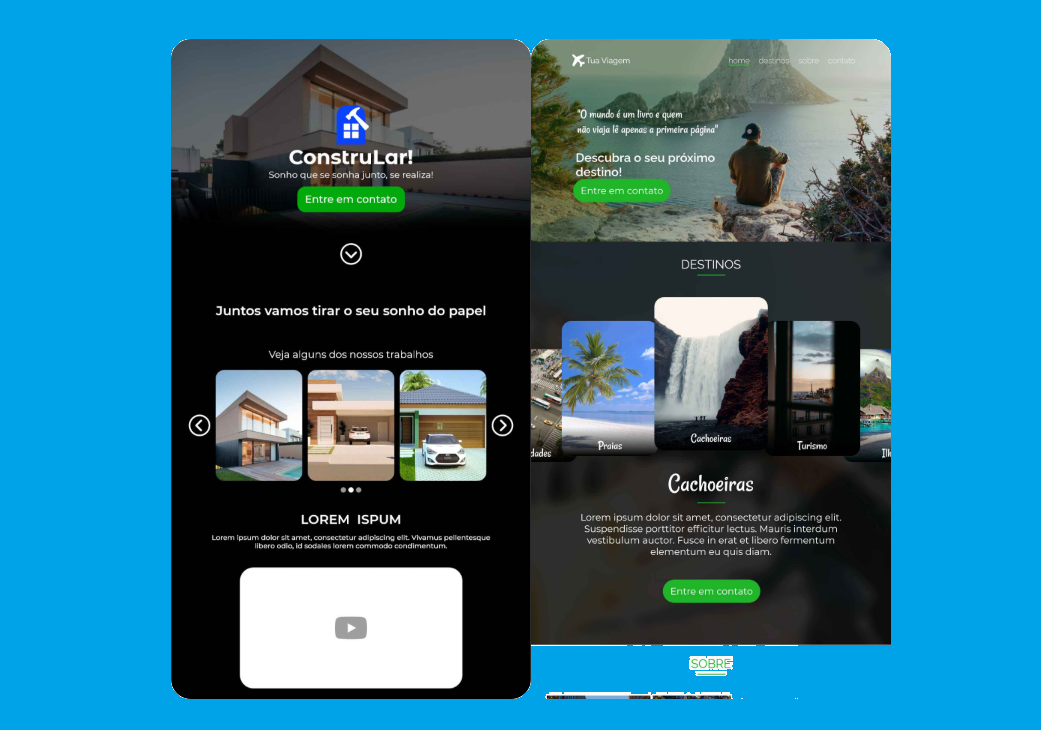 ConstruLar!
Sonho que se sonha junto, se realiza!
Entre em contato
Juntos vamos tirar o seu sonho do papel
Veja alguns dos nossos trabalhos
LOREM ISPUM
Lorem ipsum dolor sit amet, consectetur adipiscing elit. Vivamus pellentesque
libero odio, id sodales lorem commodo condimentum.
Tua Viagem
home destinos sobre contato
"O mundo é um livro e quem
não viaja lê apenas a primeira página"
Descubra o seu próximo
destino!
Entre em contato
DESTINOS
dades
Praias
Cachoeiras
Turismo
Ilh
Cachoeiras
Lorem ipsum dolor sit amet, consectetur adipiscing elit.
Suspendisse porttitor efficitur lectus. Mauris interdum
vestibulum auctor. Fusce in erat et libero fermentum
elementum eu quis diam.
Entre em contato
SOBRE